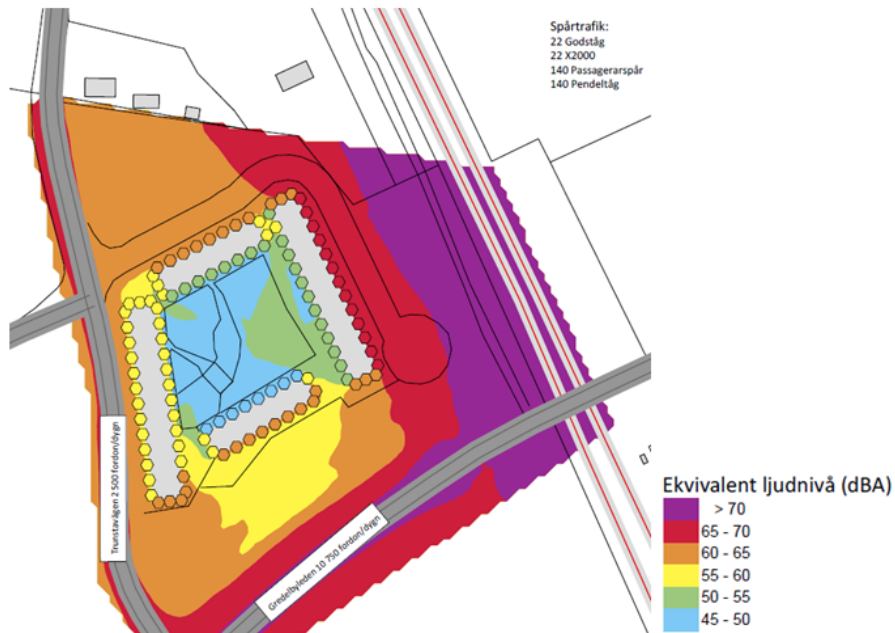 Spårtrafik:
22 Godståg
22 X2000
140 Passagerarspår
140 Pendeltåg
Trunstavägen 2 500 fordon/dygn
Gredelbyleden 10 750 fordon/dygn
Ekvivalent ljudnivå (dBA)
> 70
65 - 70
60 - 65
55 - 60
50 - 55
45 - 50